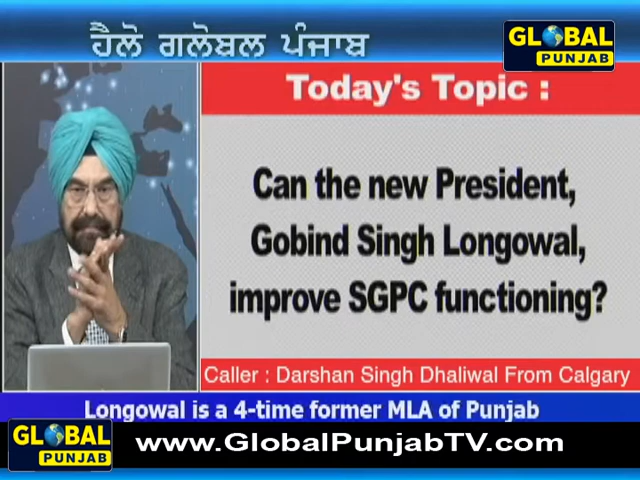 ਹੈਲੋ ਗਲੋਬਲ ਪੰਜਾਬ
GLOBAL
PUNJAB
Today's Topic :
Can the new President,
Gobind Singh Longowal,
improve SGPC functioning?
Caller : Darshan Singh Dhaliwal From Calgary
Longowal is a 4-time former MLA of Punjab
GLOBAL
PUNJAB
www.GlobalPunjabTV.com